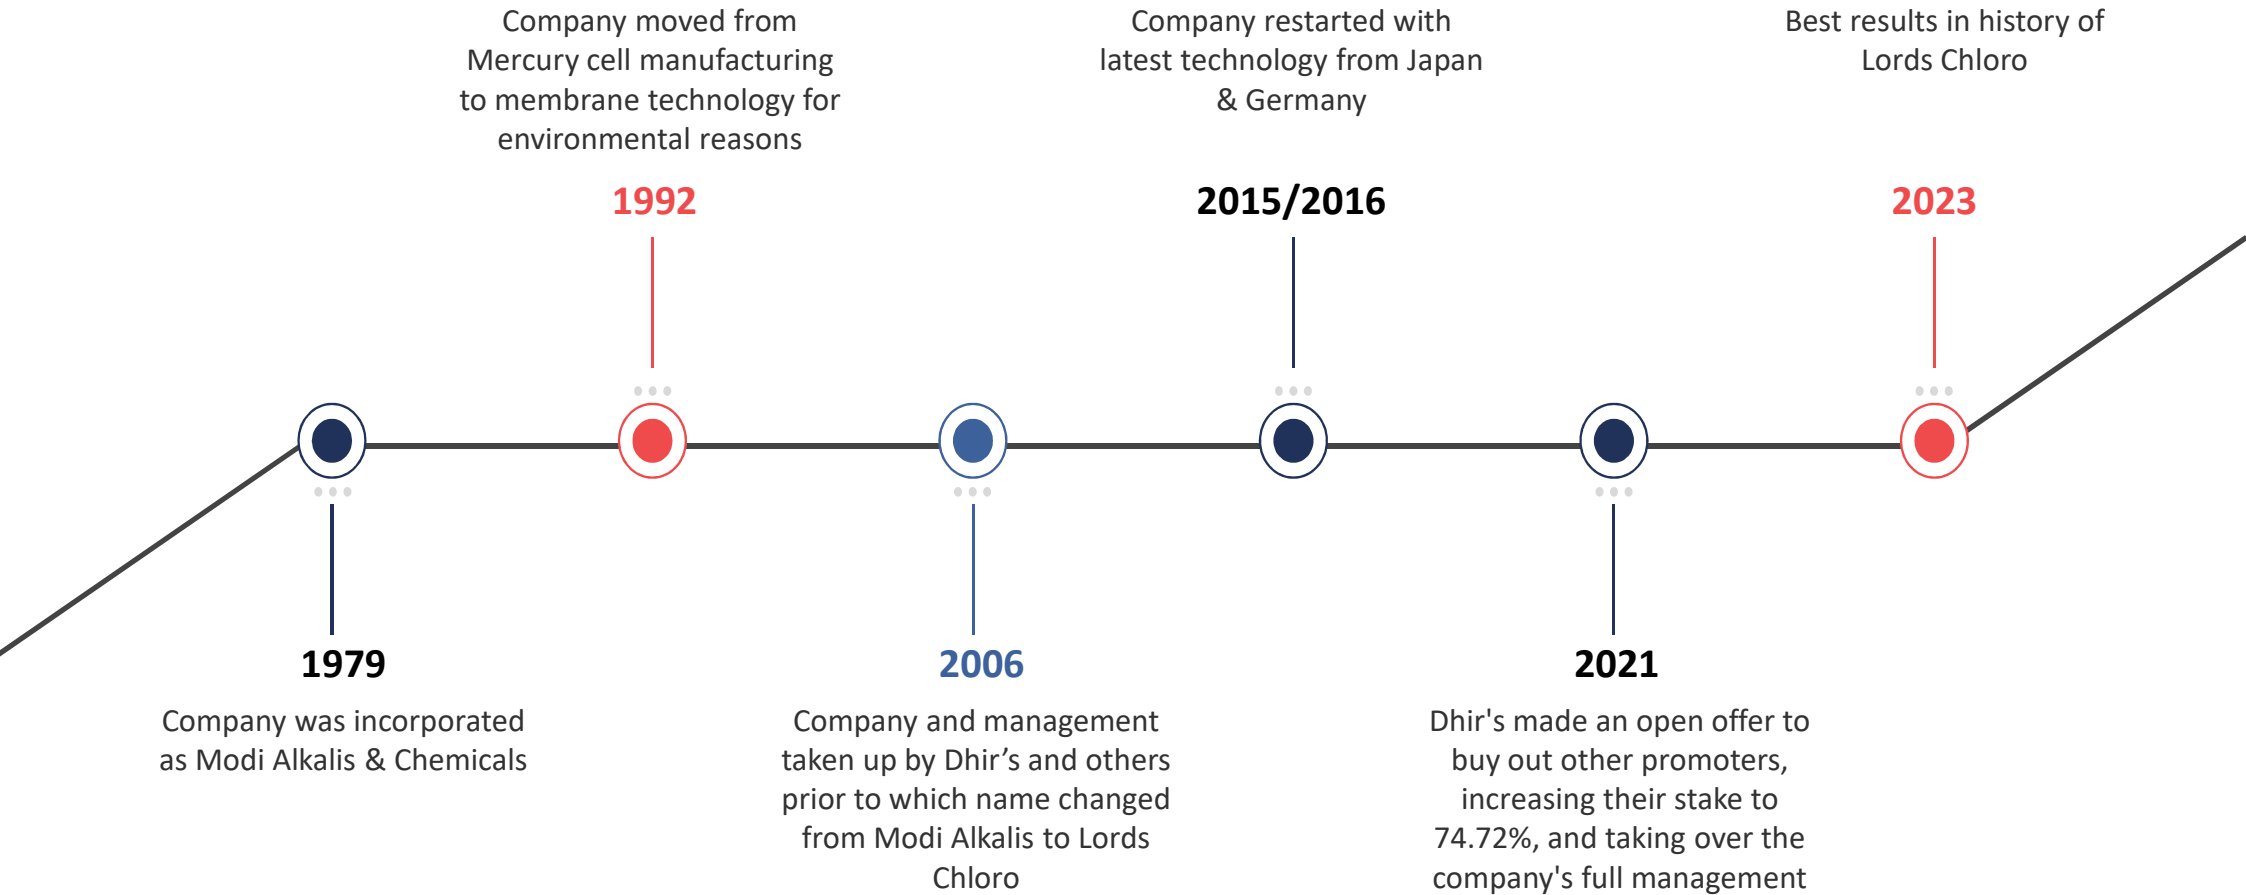 Company moved from
Mercury cell manufacturing
to membrane technology for
environmental reasons
1992
Company restarted with
latest technology from Japan
& Germany
2015/2016
Best results in history of
Lords Chloro
2023
1979
Company was incorporated
as Modi Alkalis & Chemicals
2006
Company and management
taken up by Dhir’s and others
prior to which name changed
from Modi Alkalis to Lords
Chloro
2021
Dhir's made an open offer to
buy out other promoters,
increasing their stake to
74.72%, and taking over the
company's full management